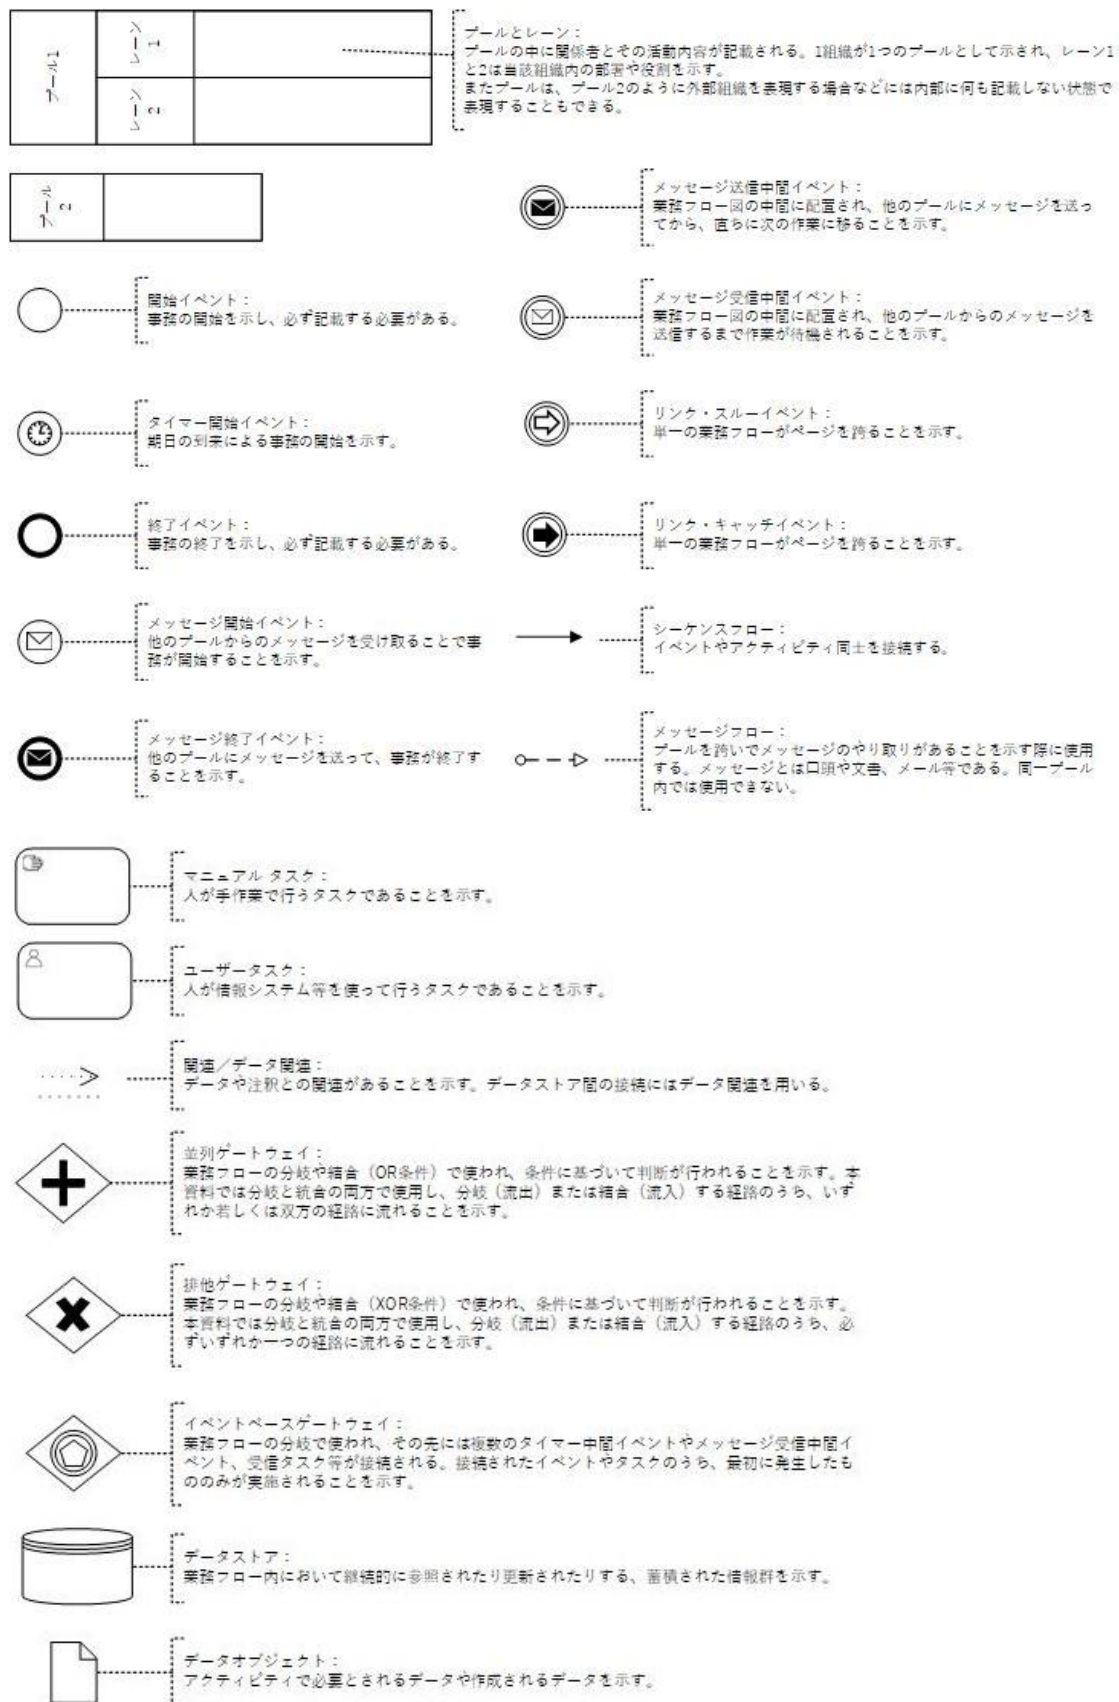 プール1
レーン1
レーン2
プールとレーン：
プールの中に関係者とその活動内容が記載される。1組織が1つのプールとして示され、レーン1
と2は当該組織内の部署や役割を示す。
またプールは、プール2のように外部組織を表現する場合などには内部に何も記載しない状態で
表現することもできる。
プール2
メッセージ送信中間イベント：
業務フロー図の中間に配置され、他のプールにメッセージを送っ
てから、直ちに次の作業に移ることを示す。
開始イベント：
事務の開始を示し、必ず記載する必要がある。
メッセージ受信中間イベント：
業務フロー図の中間に配置され、他のプールからのメッセージを
送信するまで作業が待機されることを示す。
タイマー開始イベント：
期日の到来による事務の開始を示す。
リンク・スルーイベント：
単一の業務フローがページを跨ることを示す。
終了イベント：
事務の終了を示し、必ず記載する必要がある。
リンク・キャッチイベント：
単一の業務フローがページを跨ることを示す。
メッセージ開始イベント：
他のプールからのメッセージを受け取ることで事
務が開始することを示す。
シーケンスフロー：
イベントやアクティビティ同士を接続する。
メッセージ終了イベント：
他のプールにメッセージを送って、事務が終了す
ることを示す。
メッセージフロー：
プールを跨いでメッセージのやり取りがあることを示す際に使用
する。メッセージとは口頭や文書、メール等である。同一プール
内では使用できない。
マニュアル タスク：
人が手作業で行うタスクであることを示す。
ユーザータスク：
人が情報システム等を使って行うタスクであることを示す。
関連／データ関連：
データや注釈との関連があることを示す。データストア間の接続にはデータ関連を用いる。
並列ゲートウェイ：
業務フローの分岐や結合（OR条件）で使われ、条件に基づいて判断が行われることを示す。本
資料では分岐と統合の両方で使用し、分岐（流出）または結合（流入）する経路のうち、いず
れか若しくは双方の経路に流れることを示す。
排他ゲートウェイ：
業務フローの分岐や結合（XOR条件）で使われ、条件に基づいて判断が行われることを示す。
本資料では分岐と統合の両方で使用し、分岐（流出）または結合（流入）する経路のうち、必
ずいずれか一つの経路に流れることを示す。
イベントベースゲートウェイ：
業務フローの分岐で使われ、その先には複数のタイマー中間イベントやメッセージ受信中間イ
ベント、受信タスク等が接続される。接続されたイベントやタスクのうち、最初に発生したも
ののみが実施されることを示す。
データストア：
業務フロー内において継続的に参照されたり更新されたりする、蓄積された情報群を示す。
データオブジェクト：
アクティビティで必要とされるデータや作成されるデータを示す。